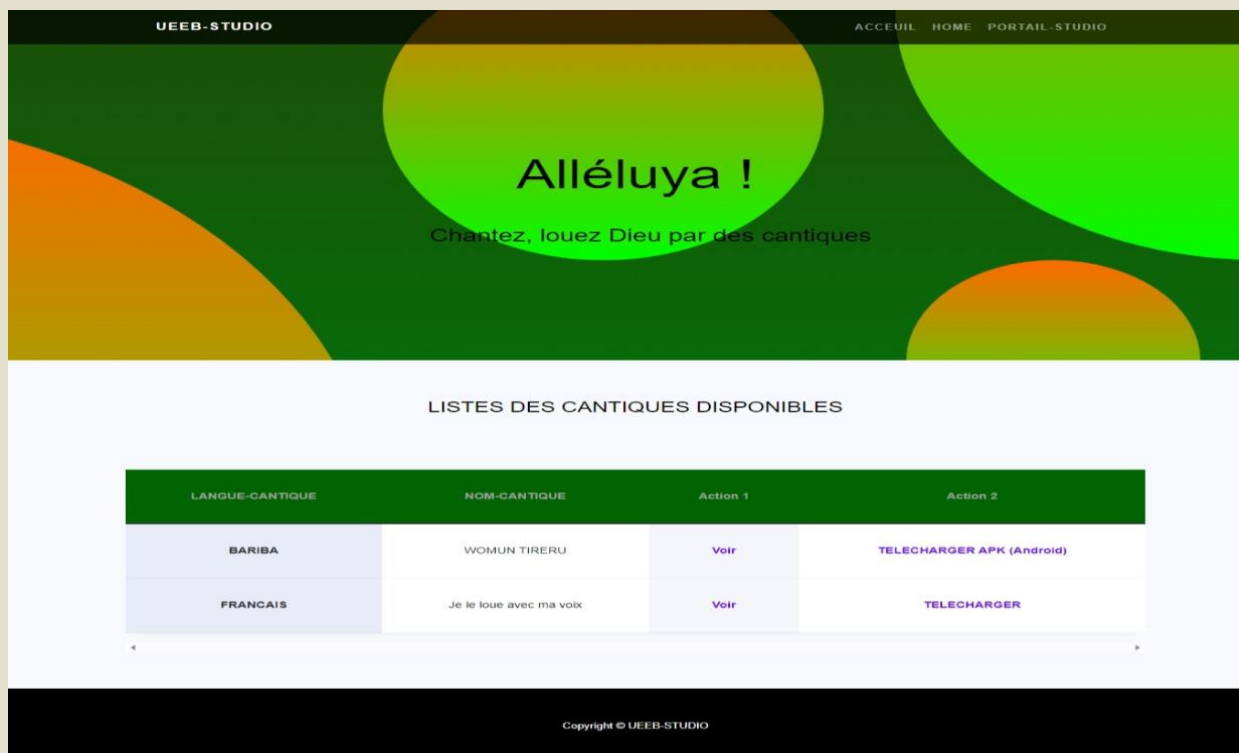 UEEB-STUDIO ACCEUIL HOME PORTAIL-STUDIO
Alléluya !
Chantez, louez Dieu par des cantiques
LISTES DES CANTIQUES DISPONIBLES
LANGUE-CANTIQUE NOM-CANTIQUE Action 1 Action 2
BARIBA WOMUN TIRERU Voir TELECHARGER APK (Android)
FRANCAIS Je le loue avec ma voix Voir TELECHARGER
Copyright © UEEB-STUDIO